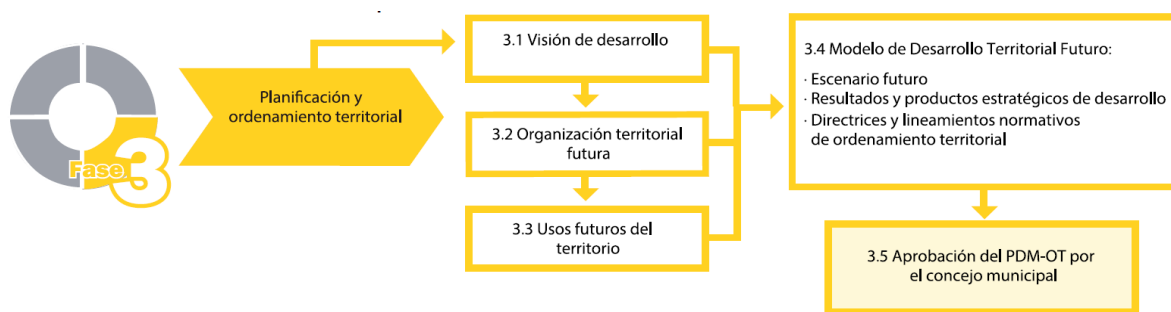 Fase 3
Planificación y
ordenamiento territorial
3.1 Visión de desarrollo
3.2 Organización territorial
futura
3.3 Usos futuros del
territorio
3.4 Modelo de Desarrollo Territorial Futuro:
· Escenario futuro
· Resultados y productos estratégicos de desarrollo
· Directrices y lineamientos normativos
de ordenamiento territorial
3.5 Aprobación del PDM-OT por
el concejo municipal